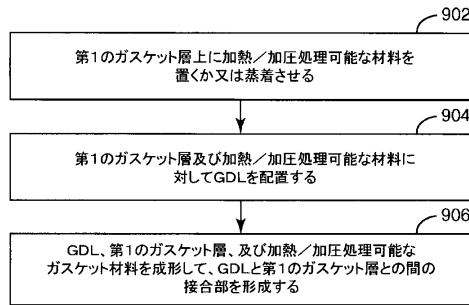 902
第1のガスケット層上に加熱／加圧処理可能な材料を
置くか又は蒸着させる
904
第1のガスケット層及び加熱／加圧処理可能な材料に
対してGDLを配置する
906
GDL、第1のガスケット層、及び加熱／加圧処理可能な
ガスケット材料を成形して、GDLと第1のガスケット層との間の
接合部を形成する